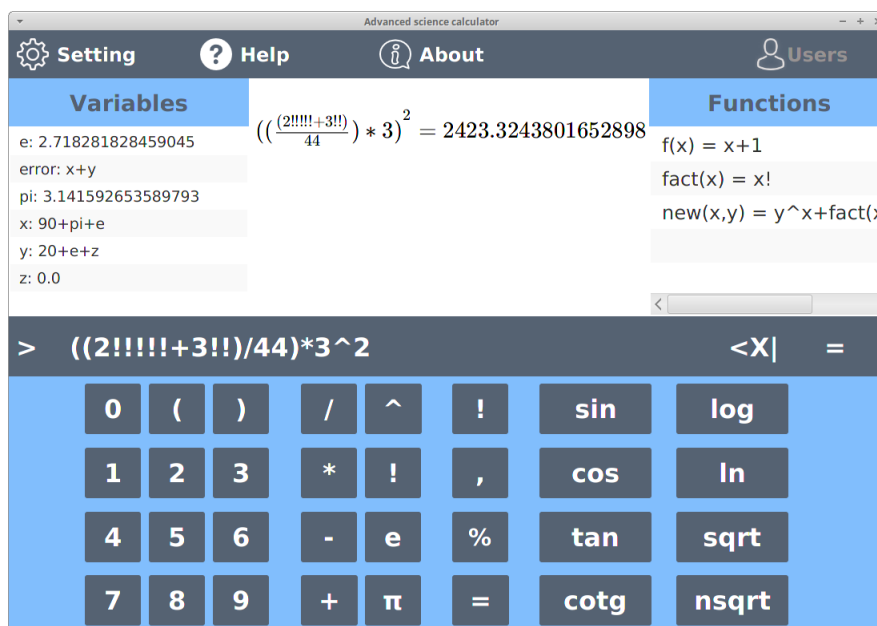 Advanced science calculator
Setting ? Help i About Users
Variables
e: 2.718281828459045
error: x+y
pi: 3.141592653589793
x: 90+pi+e
y: 20+e+z
z: 0.0
(((2!!!!!+3!!)/44)*3)^2 = 2423.3243801652898
Functions
f(x) = x+1
fact(x) = x!
new(x,y) = y^x+fact(x
> ((2!!!!!+3!!)/44)*3^2 <X| =
0 ( ) / ^ ! sin log
1 2 3 * ! , cos ln
4 5 6 - e % tan sqrt
7 8 9 + π = cotg nsqrt